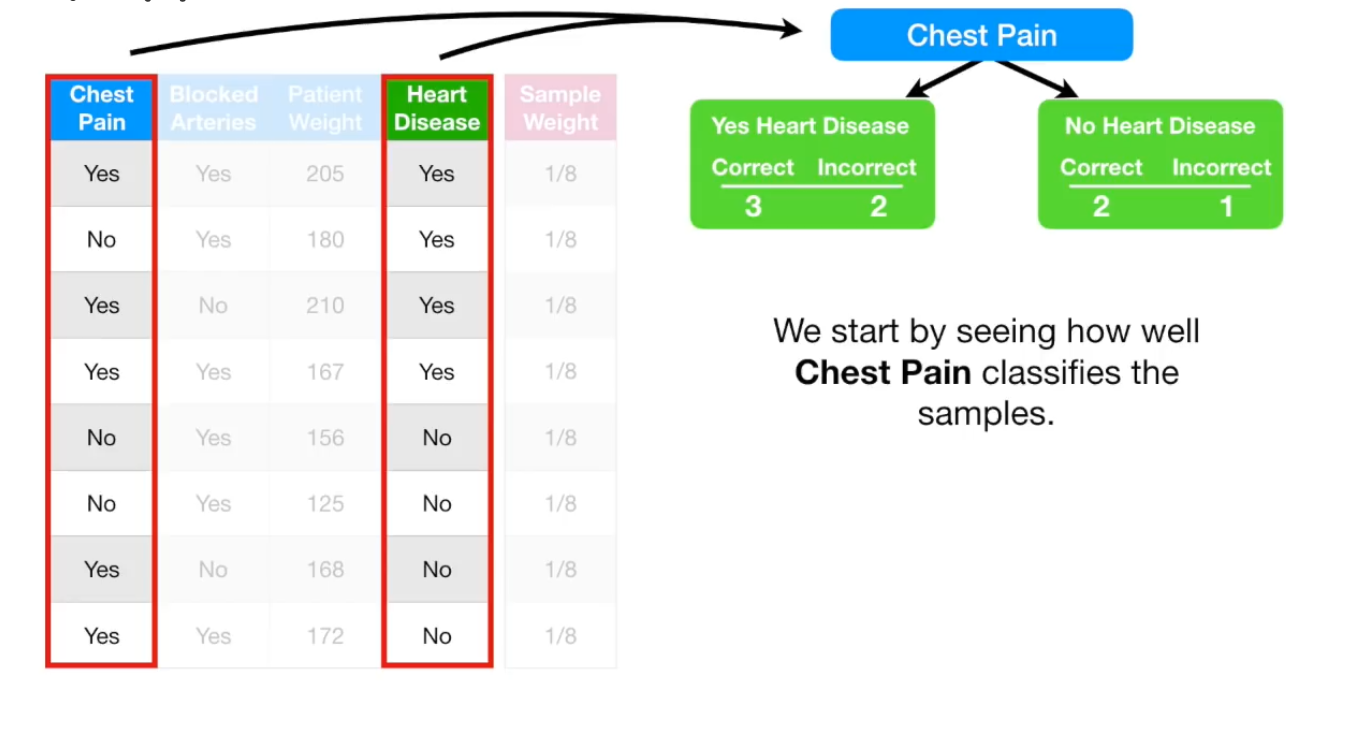 Chest Pain
Chest Pain
Blocked Arteries
Patient Weight
Heart Disease
Sample Weight
Yes Yes 205 Yes 1/8
No Yes 180 Yes 1/8
Yes No 210 Yes 1/8
Yes Yes 167 Yes 1/8
No Yes 156 No 1/8
No Yes 125 No 1/8
Yes No 168 No 1/8
Yes Yes 172 No 1/8
Yes Heart Disease
Correct Incorrect
3 2
No Heart Disease
Correct Incorrect
2 1
We start by seeing how well
Chest Pain classifies the
samples.